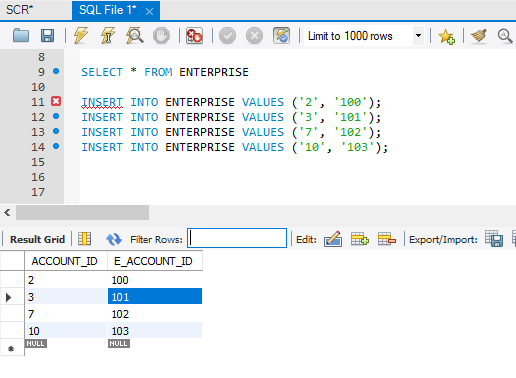 SCR* SQL File 1* ×
Limit to 1000 rows
8
9 SELECT * FROM ENTERPRISE
10
11 INSERT INTO ENTERPRISE VALUES ('2', '100');
12 INSERT INTO ENTERPRISE VALUES ('3', '101');
13 INSERT INTO ENTERPRISE VALUES ('7', '102');
14 INSERT INTO ENTERPRISE VALUES ('10', '103');
15
16
17
Result Grid Filter Rows: Edit: Export/Import:
ACCOUNT_ID E_ACCOUNT_ID
2 100
3 101
7 102
10 103
NULL NULL